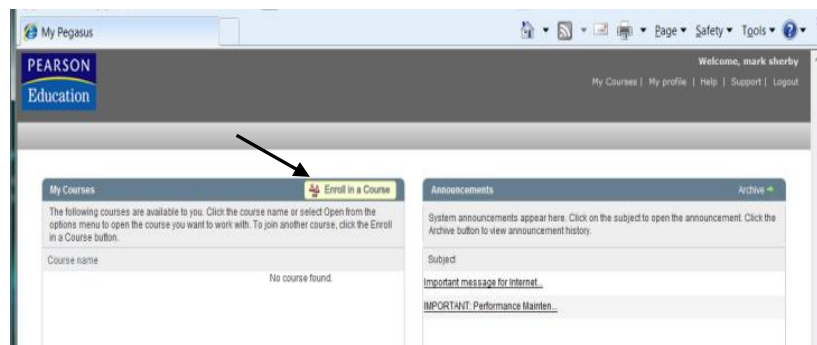 My Pegasus
Page Safety Tools
PEARSON
Education
Welcome, mark sherby
My Courses | My profile | Help | Support | Logout
My Courses
Enroll in a Course
The following courses are available to you. Click the course name or select Open from the
options menu to open the course you want to work with. To join another course, click the Enroll
in a Course button.
Course name
No course found.
Announcements
Archive
System announcements appear here. Click on the subject to open the announcement. Click the
Archive button to view announcement history.
Subject
Important message for Internet...
IMPORTANT: Performance Mainten...